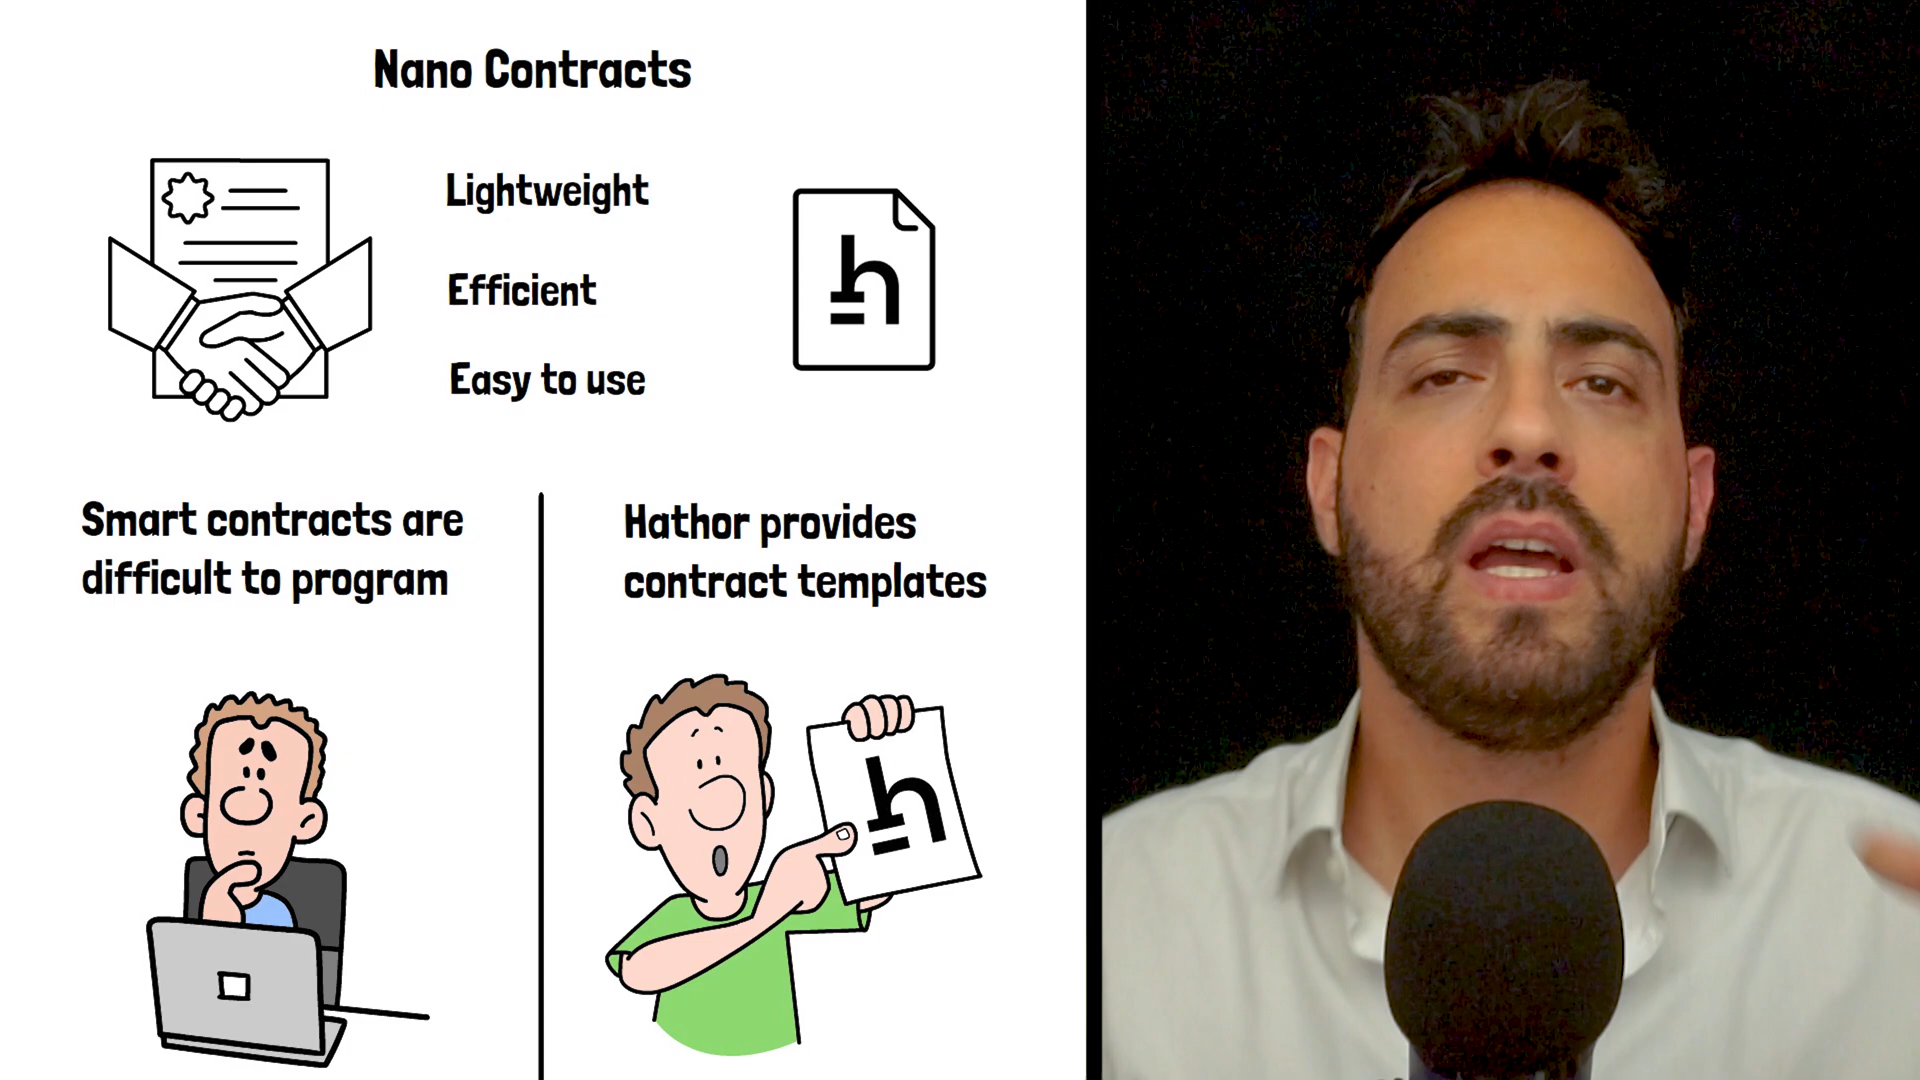 Nano Contracts
Lightweight
Efficient
Easy to use
Smart contracts are
difficult to program
Hathor provides
contract templates